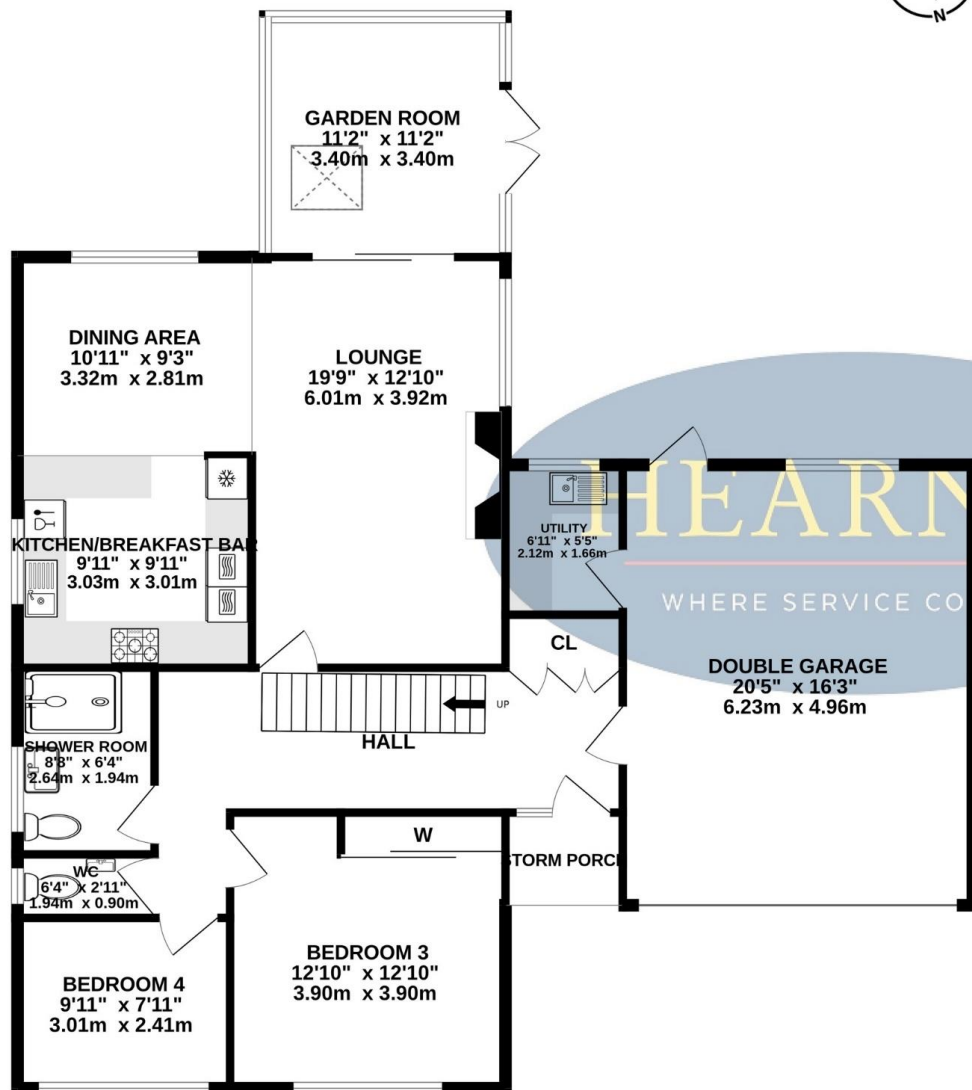 N
GARDEN ROOM
11'2" x 11'2"
3.40m x 3.40m
DINING AREA
10'11" x 9'3"
3.32m x 2.81m
LOUNGE
19'9" x 12'10"
6.01m x 3.92m
KITCHEN/BREAKFAST BAR
9'11" x 9'11"
3.03m x 3.01m
UTILITY
6'11" x 5'5"
2.12m x 1.66m
HEARN
WHERE SERVICE CO
CL
DOUBLE GARAGE
20'5" x 16'3"
6.23m x 4.96m
UP
HALL
SHOWER ROOM
8'8" x 6'4"
2.64m x 1.94m
W
STORM PORCH
WC
6'4" x 2'11"
1.94m x 0.90m
BEDROOM 3
12'10" x 12'10"
3.90m x 3.90m
BEDROOM 4
9'11" x 7'11"
3.01m x 2.41m